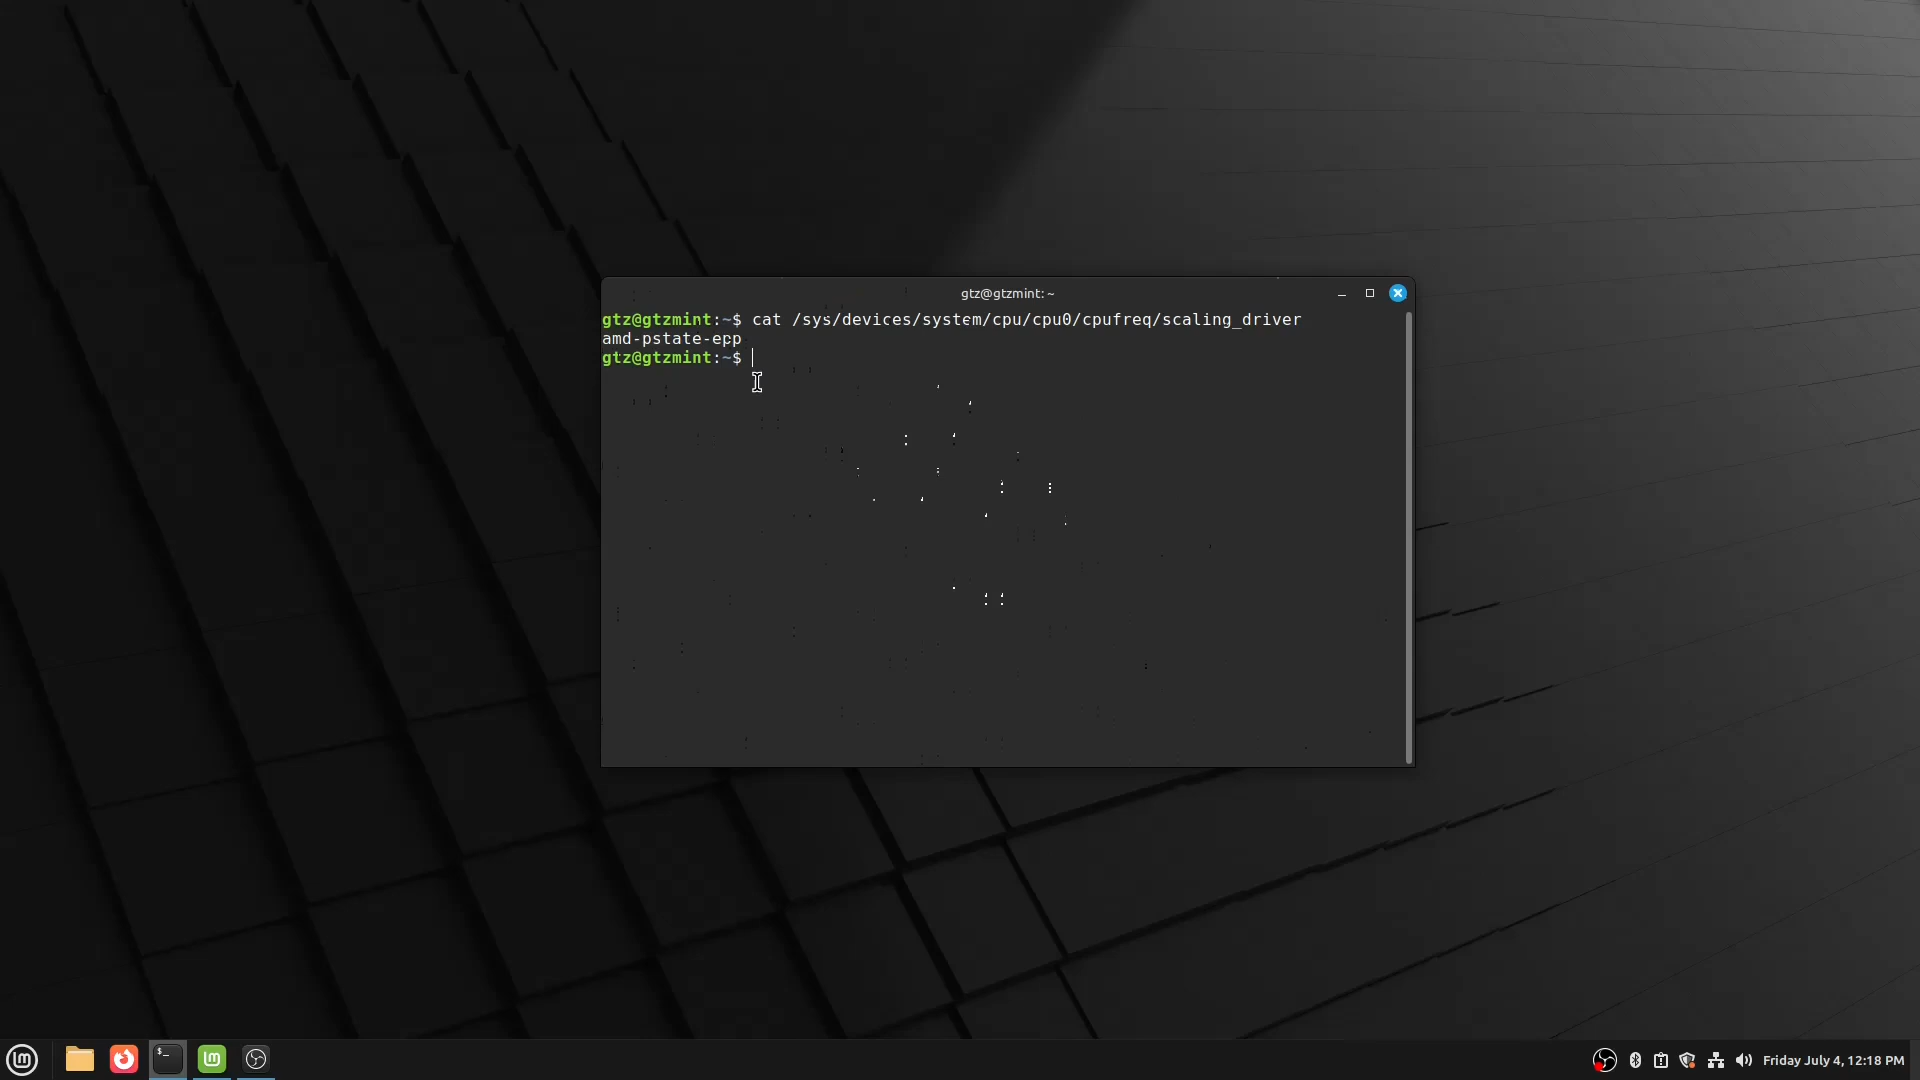 gtz@gtzmint: ~
gtz@gtzmint:~$ cat /sys/devices/system/cpu/cpu0/cpufreq/scaling_driver
amd-pstate-epp
gtz@gtzmint:~$
Friday July 4, 12:18 PM